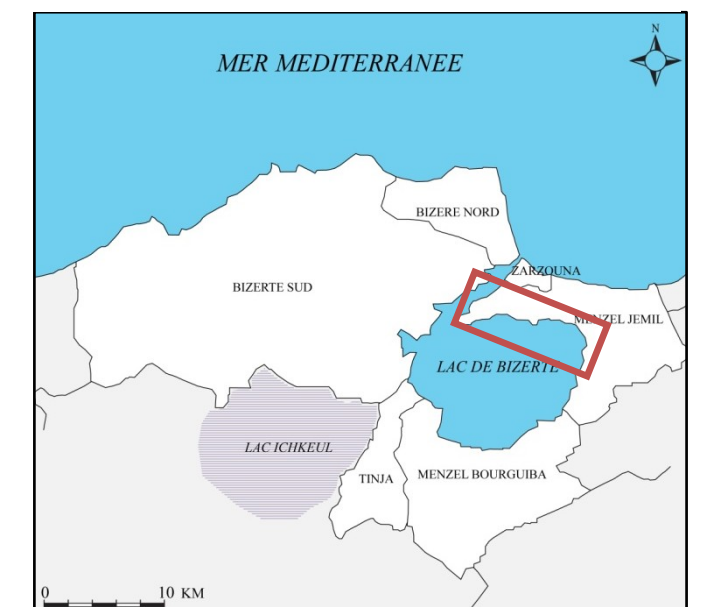 N
MER MEDITERRANEE
BIZERE NORD
ZARZOUNA
BIZERTE SUD
MENZEL JEMIL
LAC DE BIZERTE
LAC ICHKEUL
TINJA
MENZEL BOURGUIBA
0 10 KM